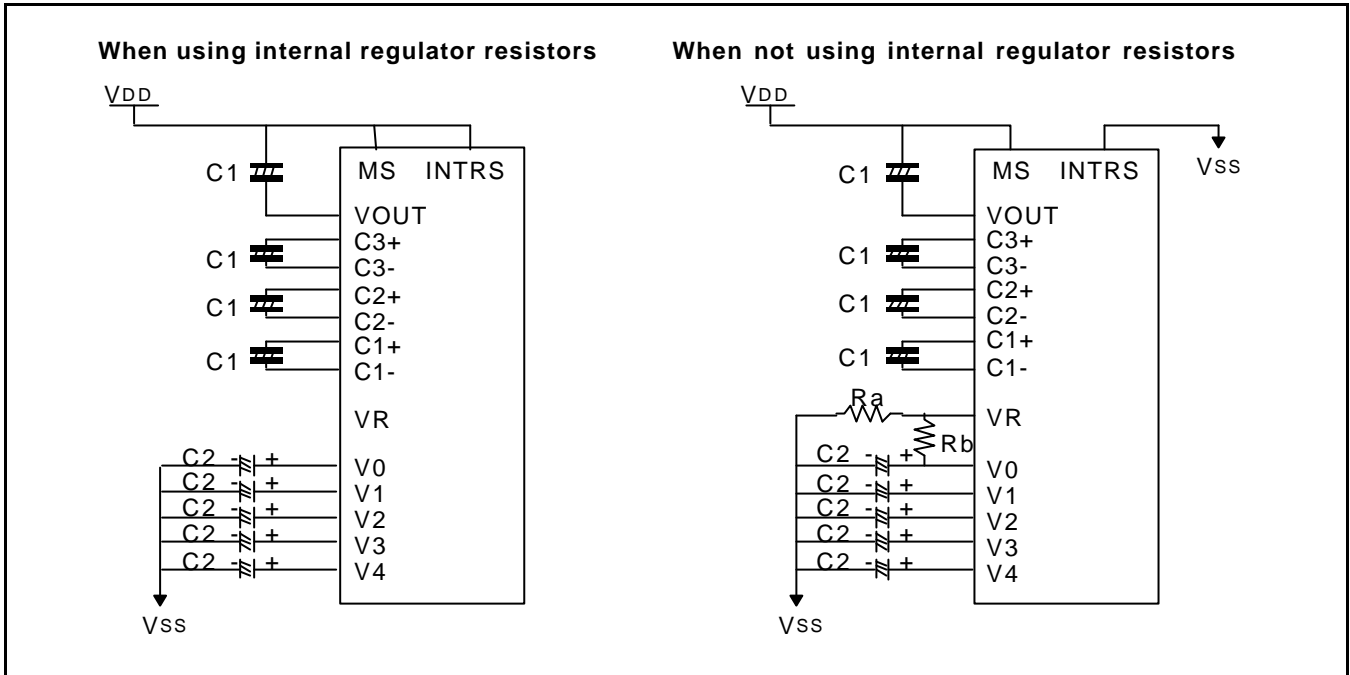 When using internal regulator resistors
VDD
C1
MS INTRS
VOUT
C3+
C1
C3-
C2+
C1
C2-
C1+
C1
C1-
VR
C2 - + V0
C2 - + V1
C2 - + V2
C2 - + V3
C2 - + V4
Vss
When not using internal regulator resistors
VDD
C1
MS INTRS
Vss
VOUT
C3+
C1
C3-
C2+
C1
C2-
C1+
C1
C1-
Ra
VR
Rb
C2 - + V0
C2 - + V1
C2 - + V2
C2 - + V3
C2 - + V4
Vss